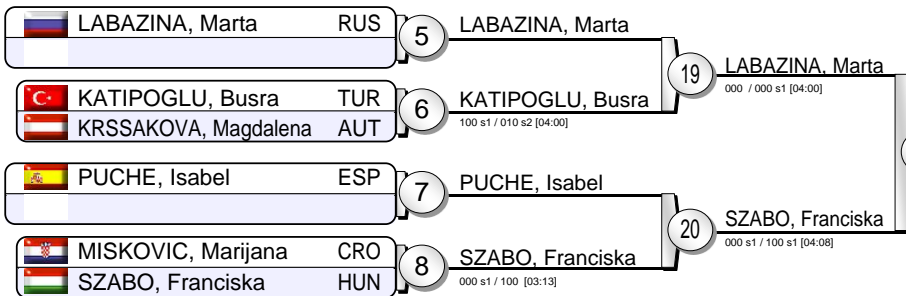 LABAZINA, Marta RUS
5
LABAZINA, Marta
KATIPOGLU, Busra TUR
KRSSAKOVA, Magdalena AUT
6
KATIPOGLU, Busra
100 s1 / 010 s2 [04:00]
19
LABAZINA, Marta
000 / 000 s1 [04:00]
PUCHE, Isabel ESP
7
PUCHE, Isabel
MISKOVIC, Marijana CRO
SZABO, Franciska HUN
8
SZABO, Franciska
000 s1 / 100 [03:13]
20
SZABO, Franciska
000 s1 / 100 s1 [04:08]